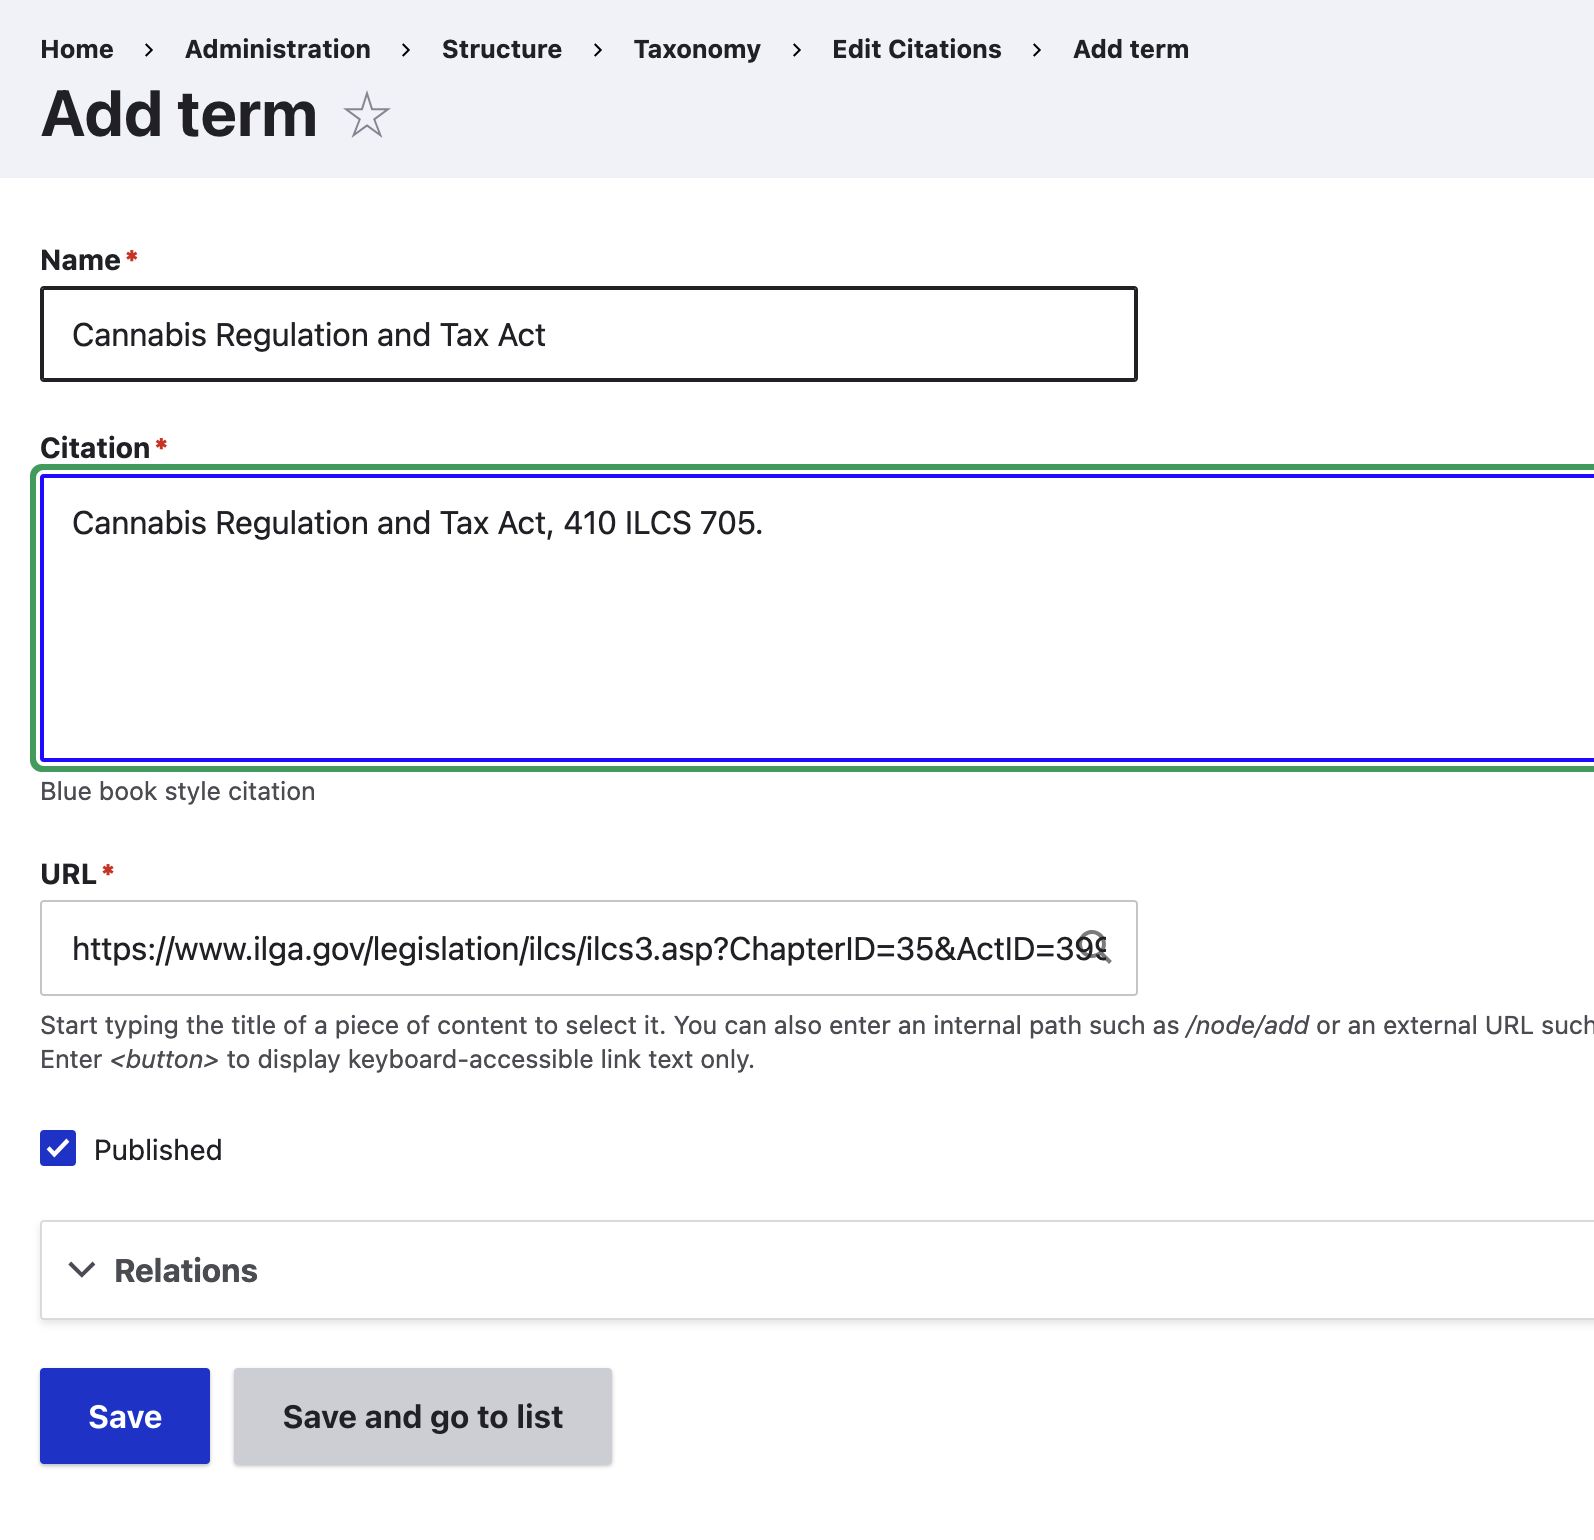 Home > Administration > Structure > Taxonomy > Edit Citations > Add term
Add term
Name*
Cannabis Regulation and Tax Act
Citation*
Cannabis Regulation and Tax Act, 410 ILCS 705.
Blue book style citation
URL*
https://www.ilga.gov/legislation/ilcs/ilcs3.asp?ChapterID=35&ActID=399
Start typing the title of a piece of content to select it. You can also enter an internal path such as /node/add or an external URL such
Enter <button> to display keyboard-accessible link text only.
Published
Relations
Save
Save and go to list